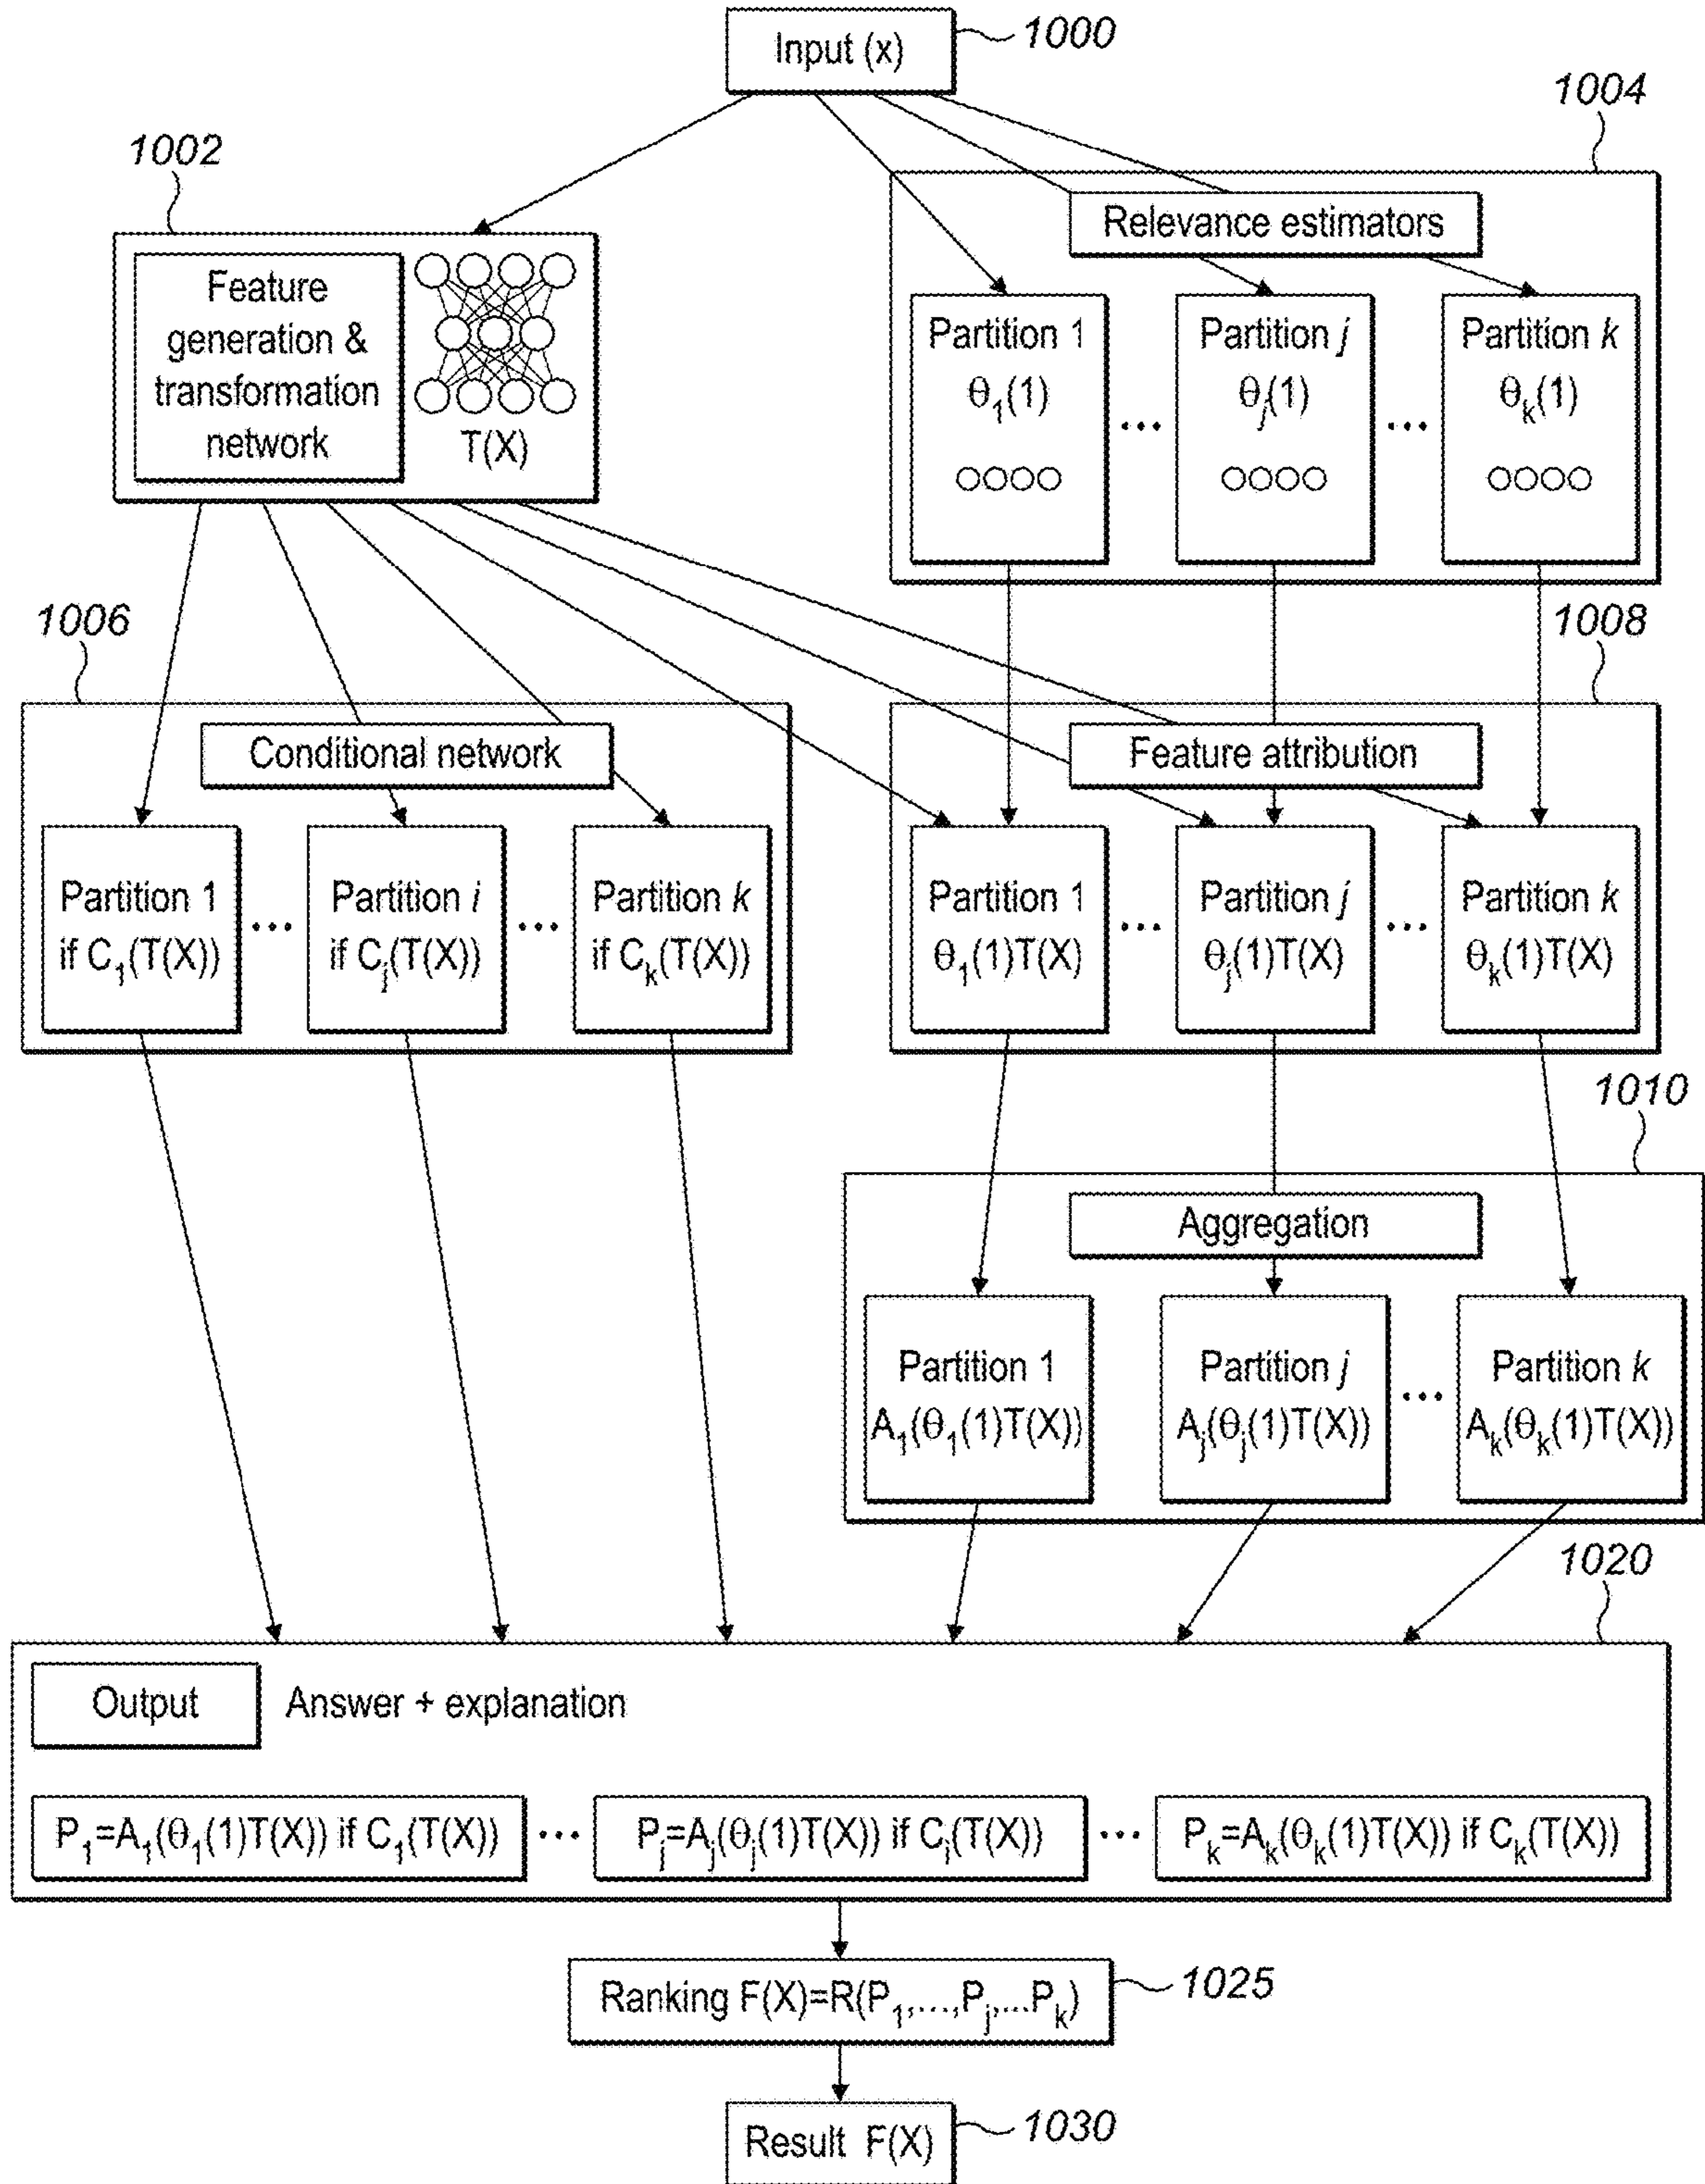 Input (x)
1000
1004
1002
Relevance estimators
Feature
generation &
transformation
network
T(X)
Partition 1
θ₁(1)
...
Partition j
θⱼ(1)
...
Partition k
θₖ(1)
1006
1008
Conditional network
Feature attribution
Partition 1
if C₁(T(X))
...
Partition i
if Cⱼ(T(X))
...
Partition k
if Cₖ(T(X))
Partition 1
θ₁(1)T(X)
...
Partition j
θⱼ(1)T(X)
...
Partition k
θₖ(1)T(X)
1010
Aggregation
Partition 1
A₁(θ₁(1)T(X))
Partition j
Aⱼ(θⱼ(1)T(X))
...
Partition k
Aₖ(θₖ(1)T(X))
1020
Output
Answer + explanation
P₁=A₁(θ₁(1)T(X)) if C₁(T(X))
...
Pⱼ=Aⱼ(θⱼ(1)T(X)) if Cᵢ(T(X))
...
Pₖ=Aₖ(θₖ(1)T(X)) if Cₖ(T(X))
Ranking F(X)=R(P₁,...,Pⱼ,...Pₖ)
1025
Result F(X)
1030